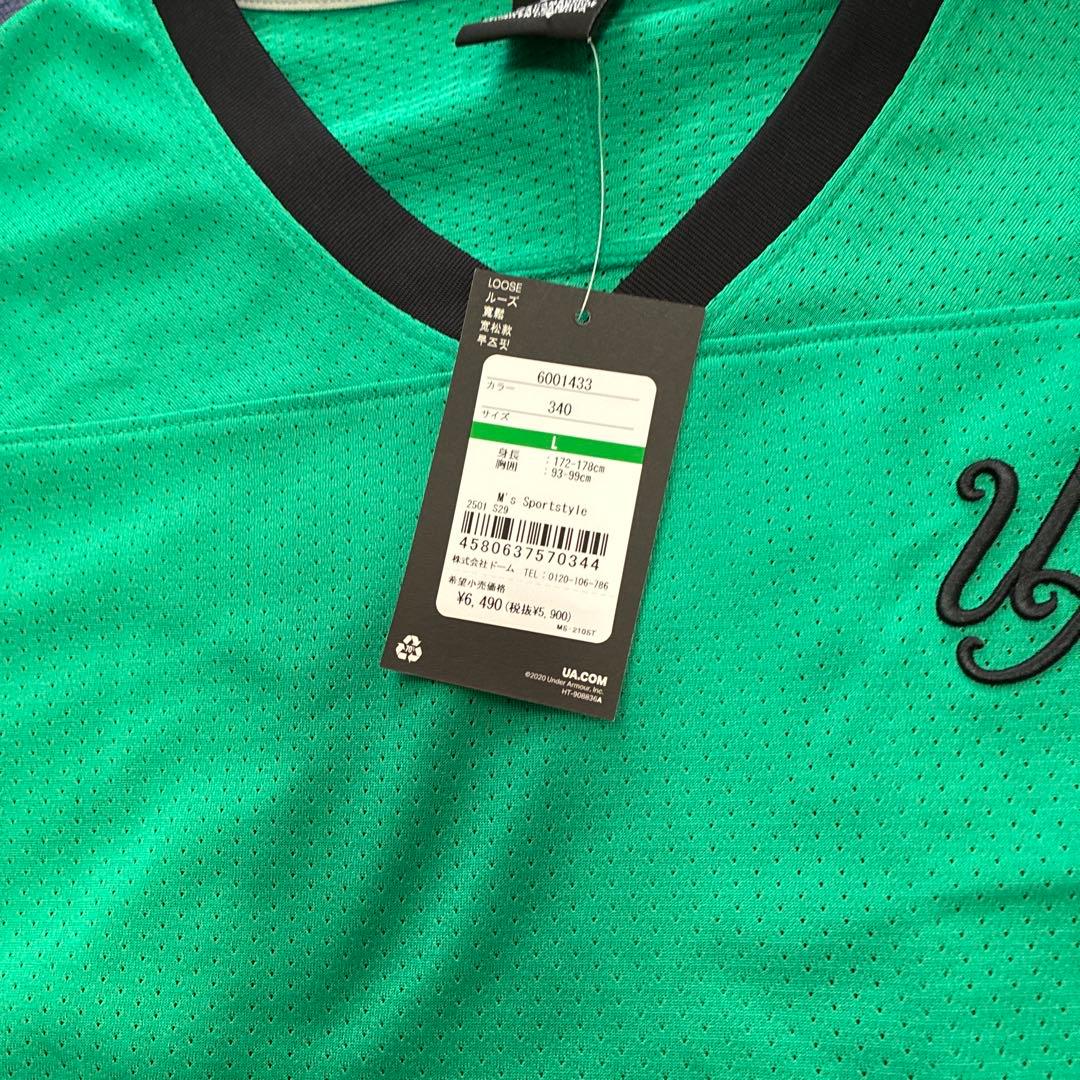 LOOSE
ルーズ
寬鬆
宽松款
루즈핏
6001433
カラー
340
サイズ
L
身長 : 172-178cm
胸囲 : 93-99cm
M's Sportstyle
2501 S29
4580637570344
株式会社ドーム TEL:0120-106-786
希望小売価格
¥6,490(税抜¥5,900)
MS-210ST
70%
UA.COM
©2020 Under Armour, Inc.
HT-908836A